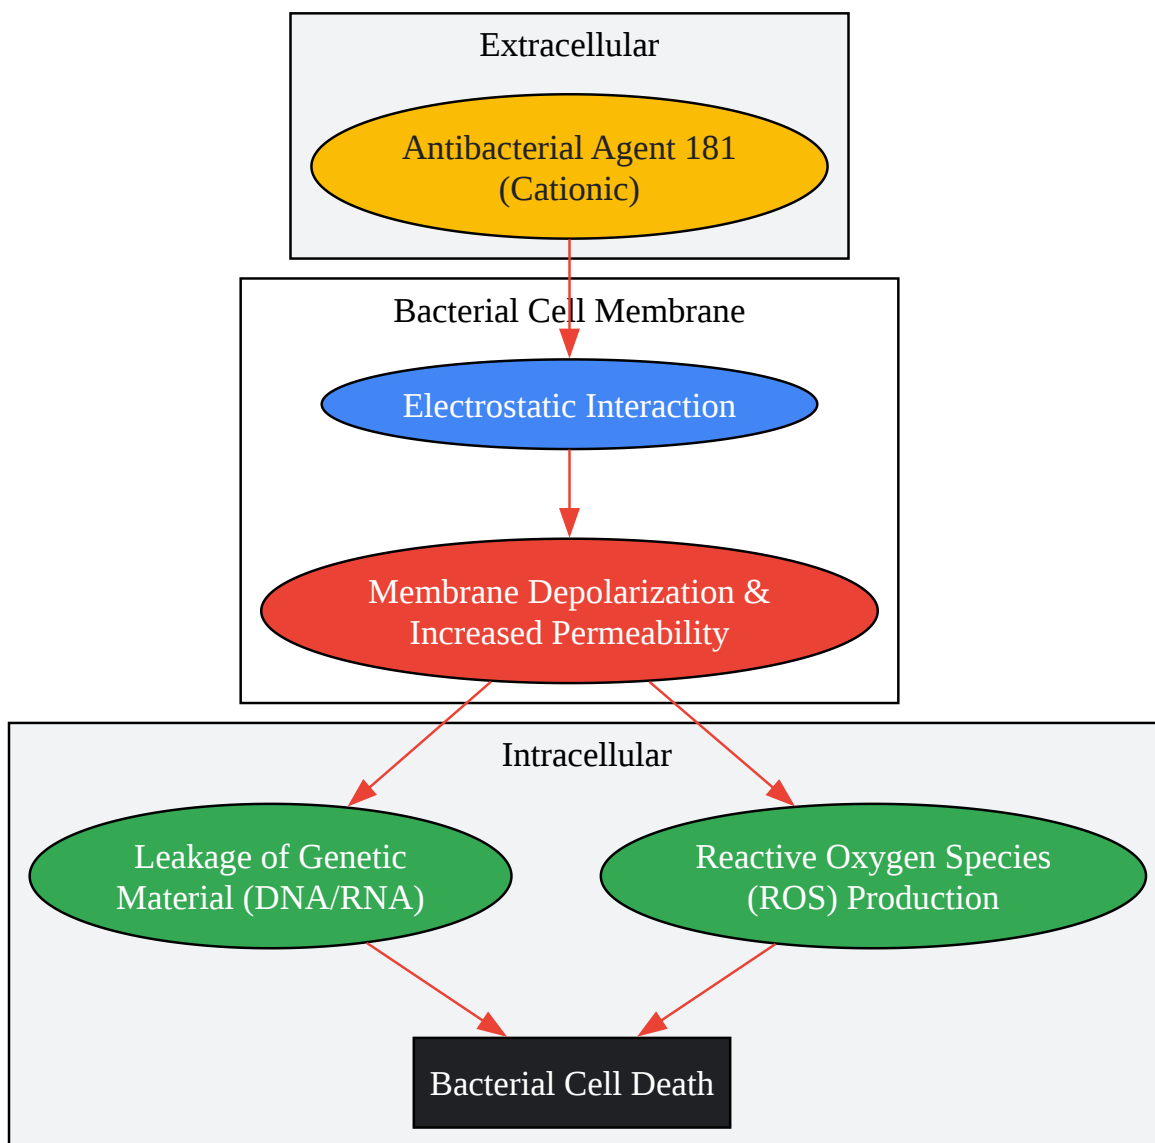 Extracellular
Antibacterial Agent 181
(Cationic)
Bacterial Cell Membrane
Electrostatic Interaction
Membrane Depolarization &
Increased Permeability
Intracellular
Leakage of Genetic
Material (DNA/RNA)
Reactive Oxygen Species
(ROS) Production
Bacterial Cell Death